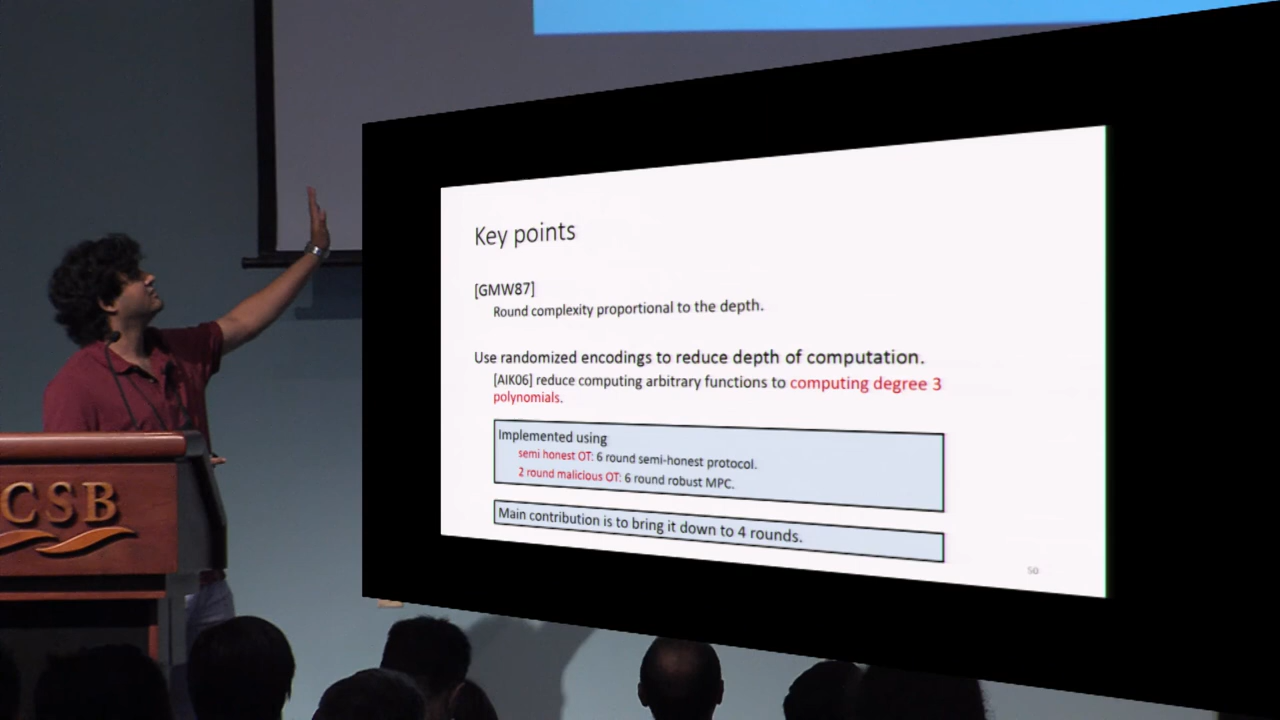 Key points
[GMW87]
Round complexity proportional to the depth.
Use randomized encodings to reduce depth of computation.
[AIK06] reduce computing arbitrary functions to computing degree 3
polynomials.
Implemented using
semi honest OT: 6 round semi-honest protocol.
2 round malicious OT: 6 round robust MPC.
Main contribution is to bring it down to 4 rounds.
50
CSB